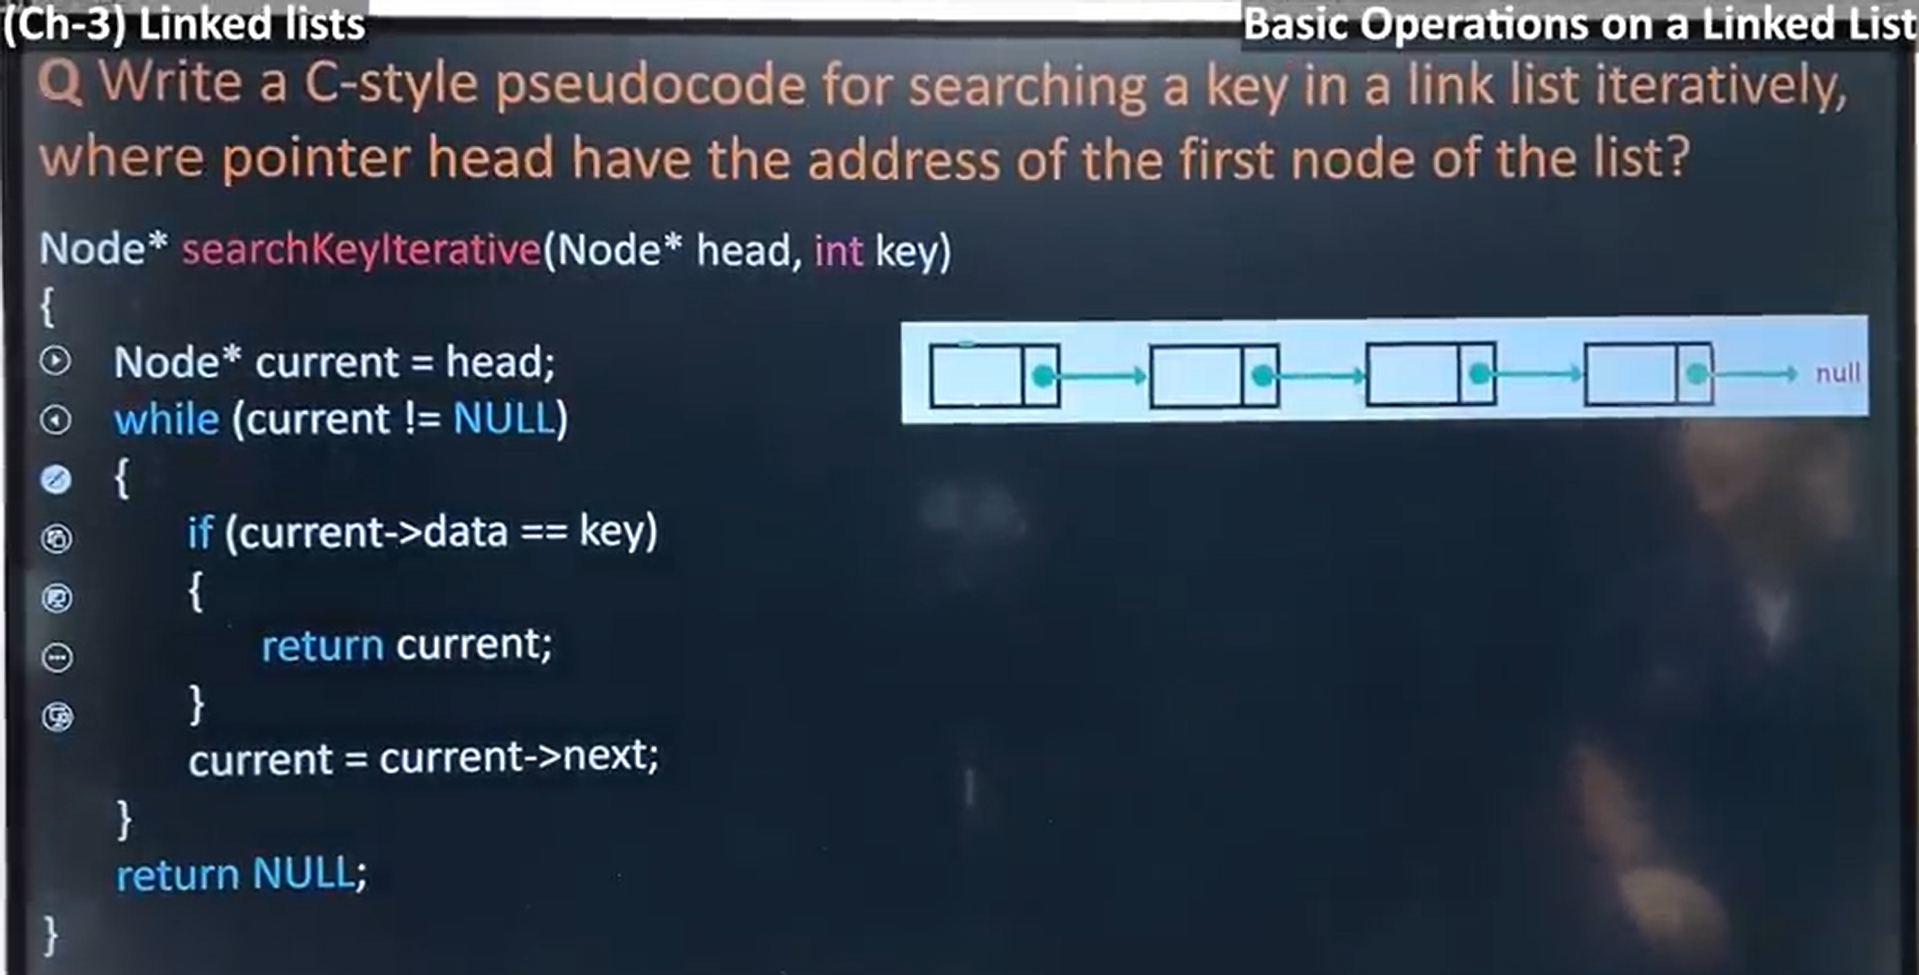 (Ch-3) Linked lists
Basic Operations on a Linked List
Q Write a C-style pseudocode for searching a key in a link list iteratively,
where pointer head have the address of the first node of the list?
Node* searchKeyIterative(Node* head, int key)
{
Node* current = head;
while (current != NULL)
{
if (current->data == key)
{
return current;
}
current = current->next;
}
return NULL;
}
null